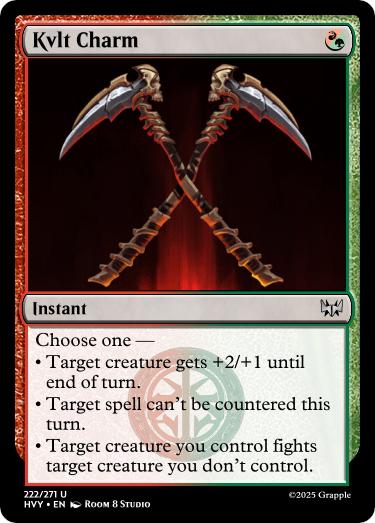 Kvlt Charm
Instant
Choose one —
• Target creature gets +2/+1 until
end of turn.
• Target spell can't be countered this
turn.
• Target creature you control fights
target creature you don't control.
222/271 U
HVY • EN Room 8 Studio
©2025 Grapple